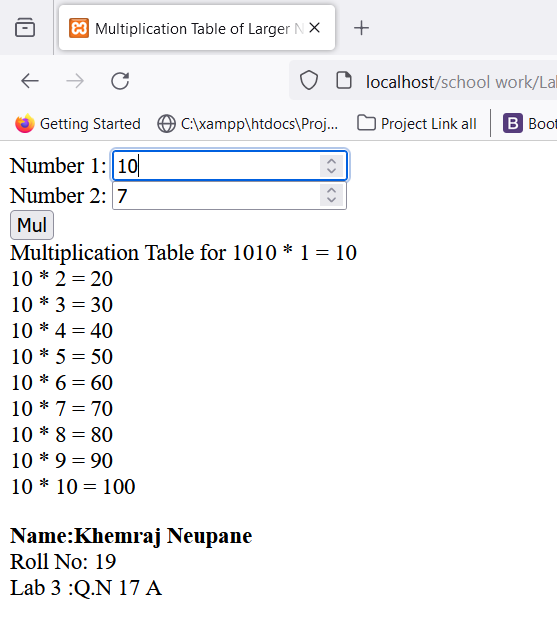 Multiplication Table of Larger N
localhost/school work/La
Getting Started C:\xampp\htdocs\Proj... Project Link all B Boot
Number 1: 10
Number 2: 7
Mul
Multiplication Table for 1010 * 1 = 10
10 * 2 = 20
10 * 3 = 30
10 * 4 = 40
10 * 5 = 50
10 * 6 = 60
10 * 7 = 70
10 * 8 = 80
10 * 9 = 90
10 * 10 = 100
Name:Khemraj Neupane
Roll No: 19
Lab 3 :Q.N 17 A